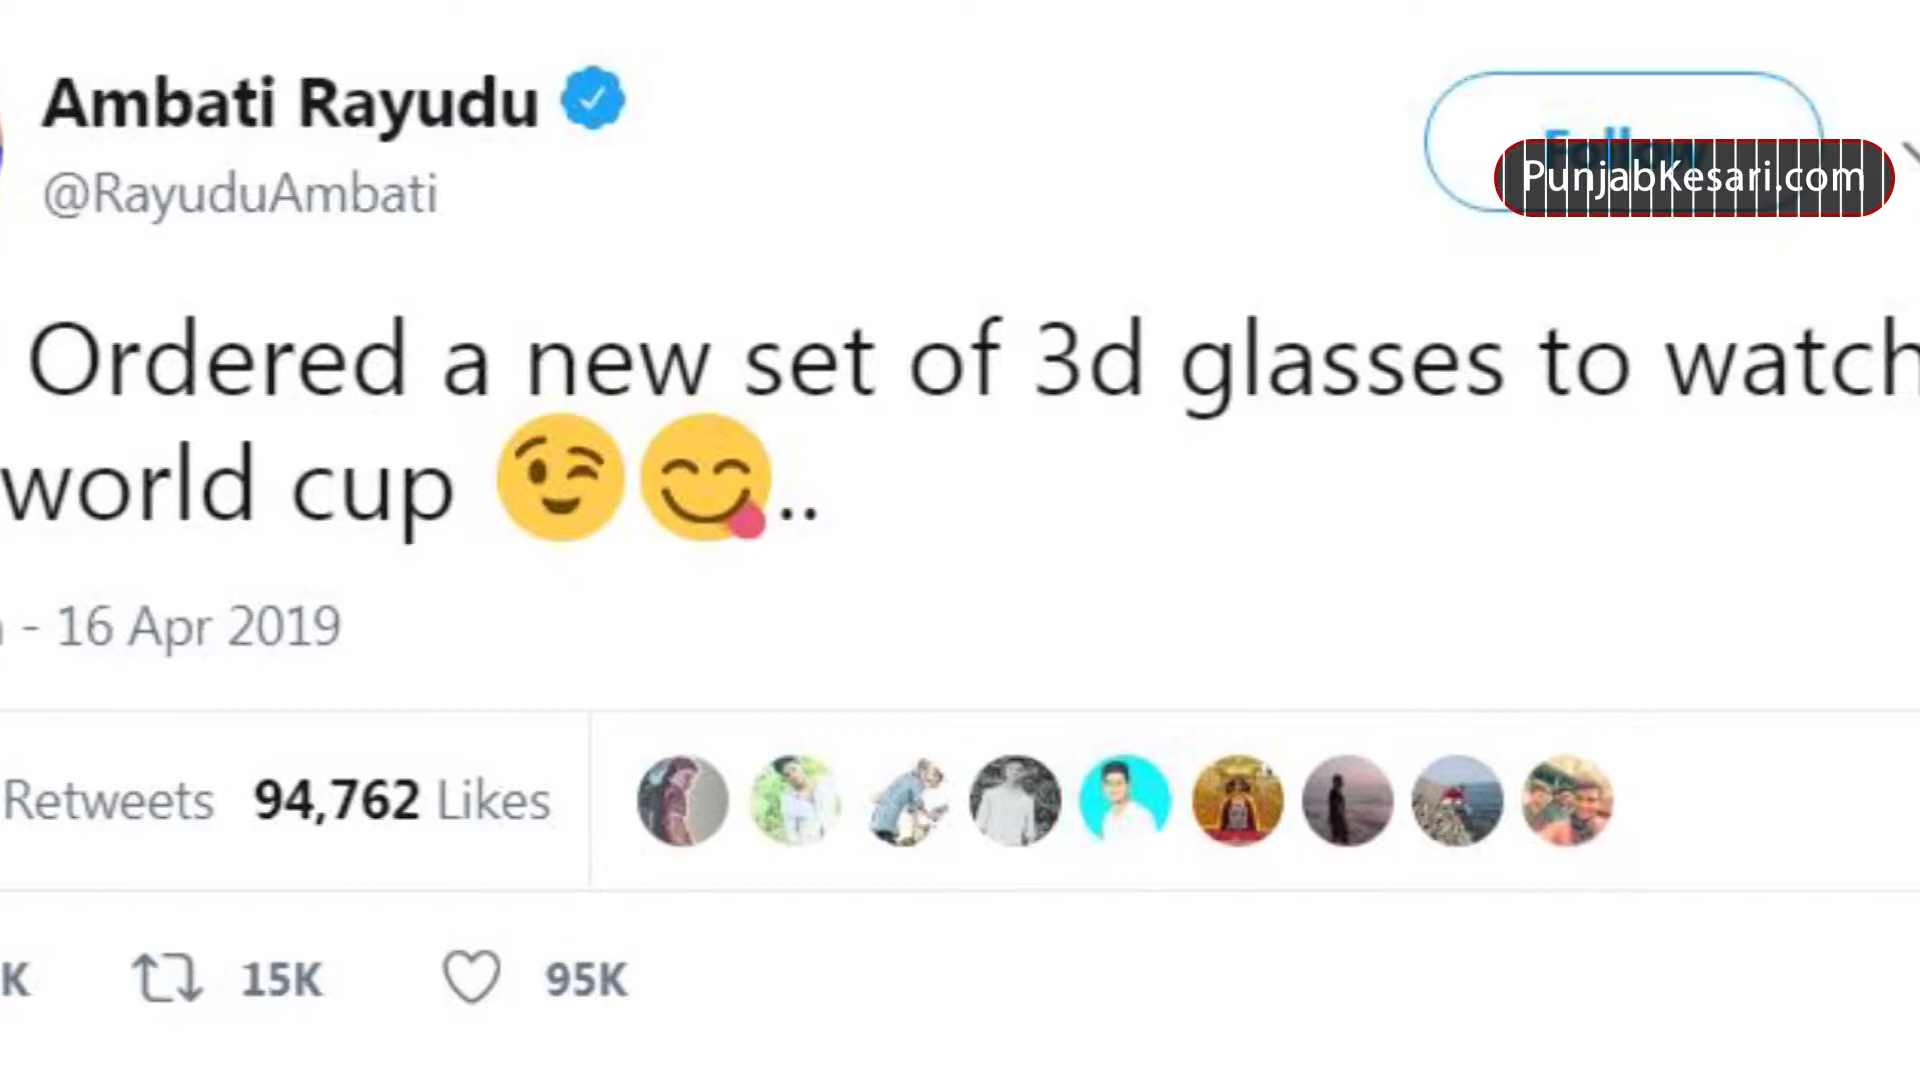 Ambati Rayudu
@RayuduAmbati
Follow
PunjabKesari.com
Ordered a new set of 3d glasses to watch
world cup 😉😋..
- 16 Apr 2019
Retweets 94,762 Likes
K 15K 95K